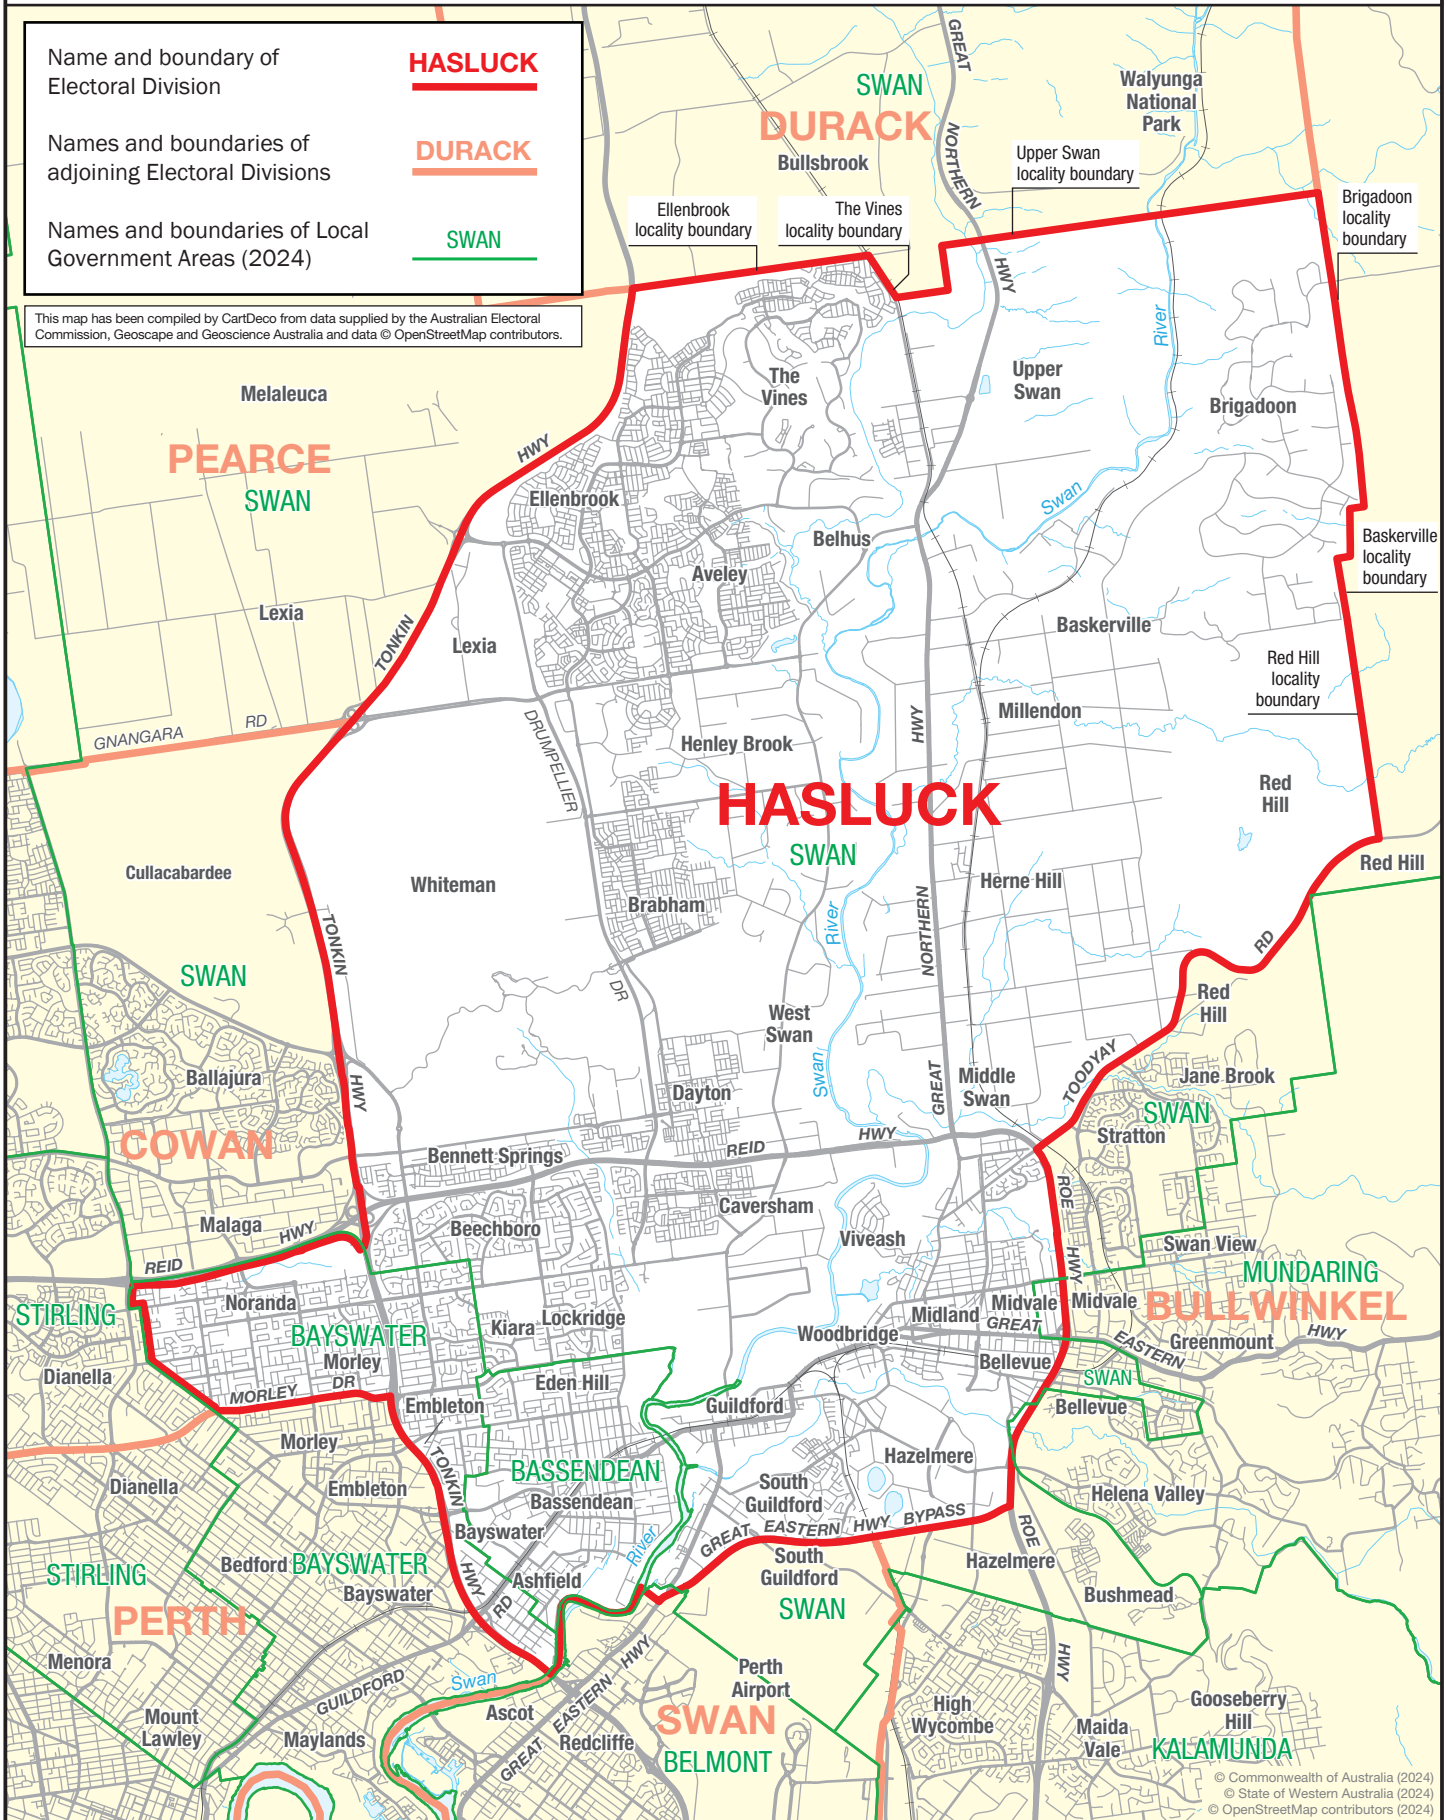 Name and boundary of
Electoral Division
HASLUCK
Names and boundaries of
adjoining Electoral Divisions
DURACK
Names and boundaries of Local
Government Areas (2024)
SWAN
This map has been compiled by CartDeco from data supplied by the Australian Electoral
Commission, Geoscape and Geoscience Australia and data © OpenStreetMap contributors.
GREAT
SWAN
DURACK
Bullsbrook
Walyunga
National
Park
NORTHERN
Upper Swan
locality boundary
Ellenbrook
locality boundary
The Vines
locality boundary
Brigadoon
locality
boundary
HWY
River
Melaleuca
The
Vines
Upper
Swan
Brigadoon
PEARCE
SWAN
HWY
Ellenbrook
Swan
Belhus
Baskerville
locality
boundary
Aveley
Lexia
TONKIN
Lexia
Baskerville
Red Hill
locality
boundary
GNANGARA
RD
DRUMPELLIER
Henley Brook
HWY
Millendon
HASLUCK
Red
Hill
SWAN
Cullacabardee
Whiteman
Brabham
Herne Hill
Red Hill
TONKIN
River
NORTHERN
RD
SWAN
DR
West
Swan
Red
Hill
Ballajura
HWY
Dayton
Swan
GREAT
Middle
Swan
TOODYAY
Jane Brook
SWAN
Stratton
COWAN
Bennett Springs
REID
HWY
Malaga
HWY
Beechboro
Caversham
ROE
REID
Viveash
HWY
Swan View
MUNDARING
STIRLING
Noranda
BAYSWATER
Kiara
Lockridge
Woodbridge
Midland
Midvale
GREAT
Midvale
BULLWINKEL
Greenmount
HWY
EASTERN
Dianella
Morley
DR
MORLEY
Eden Hill
Bellevue
SWAN
Embleton
Guildford
Bellevue
Morley
TONKIN
Hazelmere
Dianella
Embleton
BASSENDEAN
Bassendean
South
Guildford
Helena Valley
Bayswater
GREAT
EASTERN
HWY
BYPASS
ROE
River
STIRLING
Bedford
BAYSWATER
Bayswater
HWY
Ashfield
RD
South
Guildford
SWAN
Hazelmere
Bushmead
PERTH
Menora
GUILDFORD
Swan
HWY
Perth
Airport
HWY
Mount
Lawley
Maylands
Ascot
EASTERN
GREAT
Redcliffe
SWAN
BELMONT
High
Wycombe
Maida
Vale
Gooseberry
Hill
KALAMUNDA
© Commonwealth of Australia (2024)
© State of Western Australia (2024)
© OpenStreetMap contributors (2024)